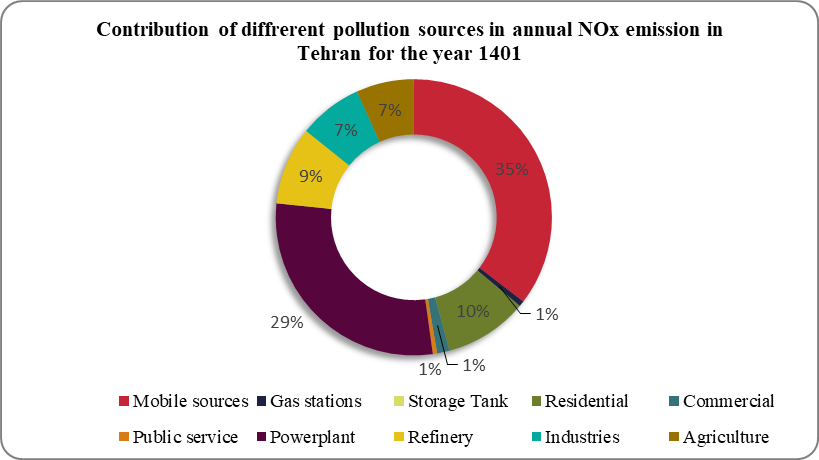 Contribution of diffrerent pollution sources in annual NOx emission in
Tehran for the year 1401
7%
35%
7%
9%
29%
10%
1%
1%
1%
Mobile sources
Gas stations
Storage Tank
Residential
Commercial
Public service
Powerplant
Refinery
Industries
Agriculture